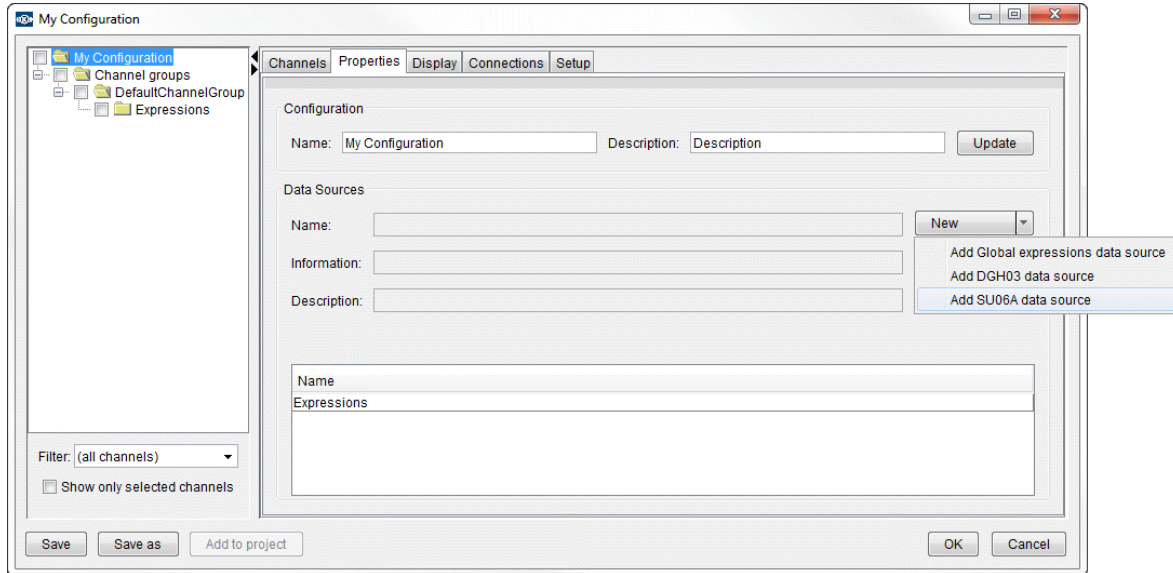 My Configuration
My Configuration
Channel groups
DefaultChannelGroup
Expressions
Filter: (all channels)
Show only selected channels
Channels Properties Display Connections Setup
Configuration
Name: My Configuration Description: Description Update
Data Sources
Name: New
Add Global expressions data source
Information:
Add DGH03 data source
Description: Add SU06A data source
Name
Expressions
Save Save as Add to project OK Cancel